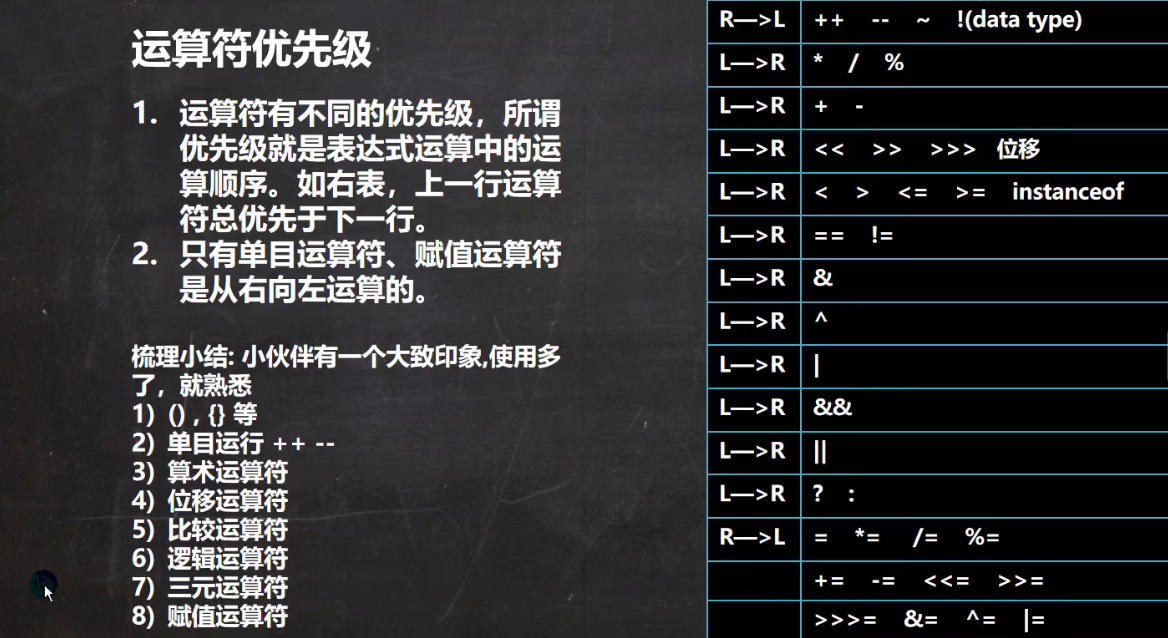 运算符优先级
1. 运算符有不同的优先级，所谓
优先级就是表达式运算中的运
算顺序。如右表，上一行运算
符总优先于下一行。
2. 只有单目运算符、赋值运算符
是从右向左运算的。
梳理小结: 小伙伴有一个大致印象,使用多
了，就熟悉
1) () , {} 等
2) 单目运行 ++ --
3) 算术运算符
4) 位移运算符
5) 比较运算符
6) 逻辑运算符
7) 三元运算符
8) 赋值运算符
R—>L ++ -- ~ !(data type)
L—>R * / %
L—>R + -
L—>R << >> >>> 位移
L—>R < > <= >= instanceof
L—>R == !=
L—>R &
L—>R ^
L—>R |
L—>R &&
L—>R ||
L—>R ? :
R—>L = *= /= %=
+= -= <<= >>=
>>>= &= ^= |=